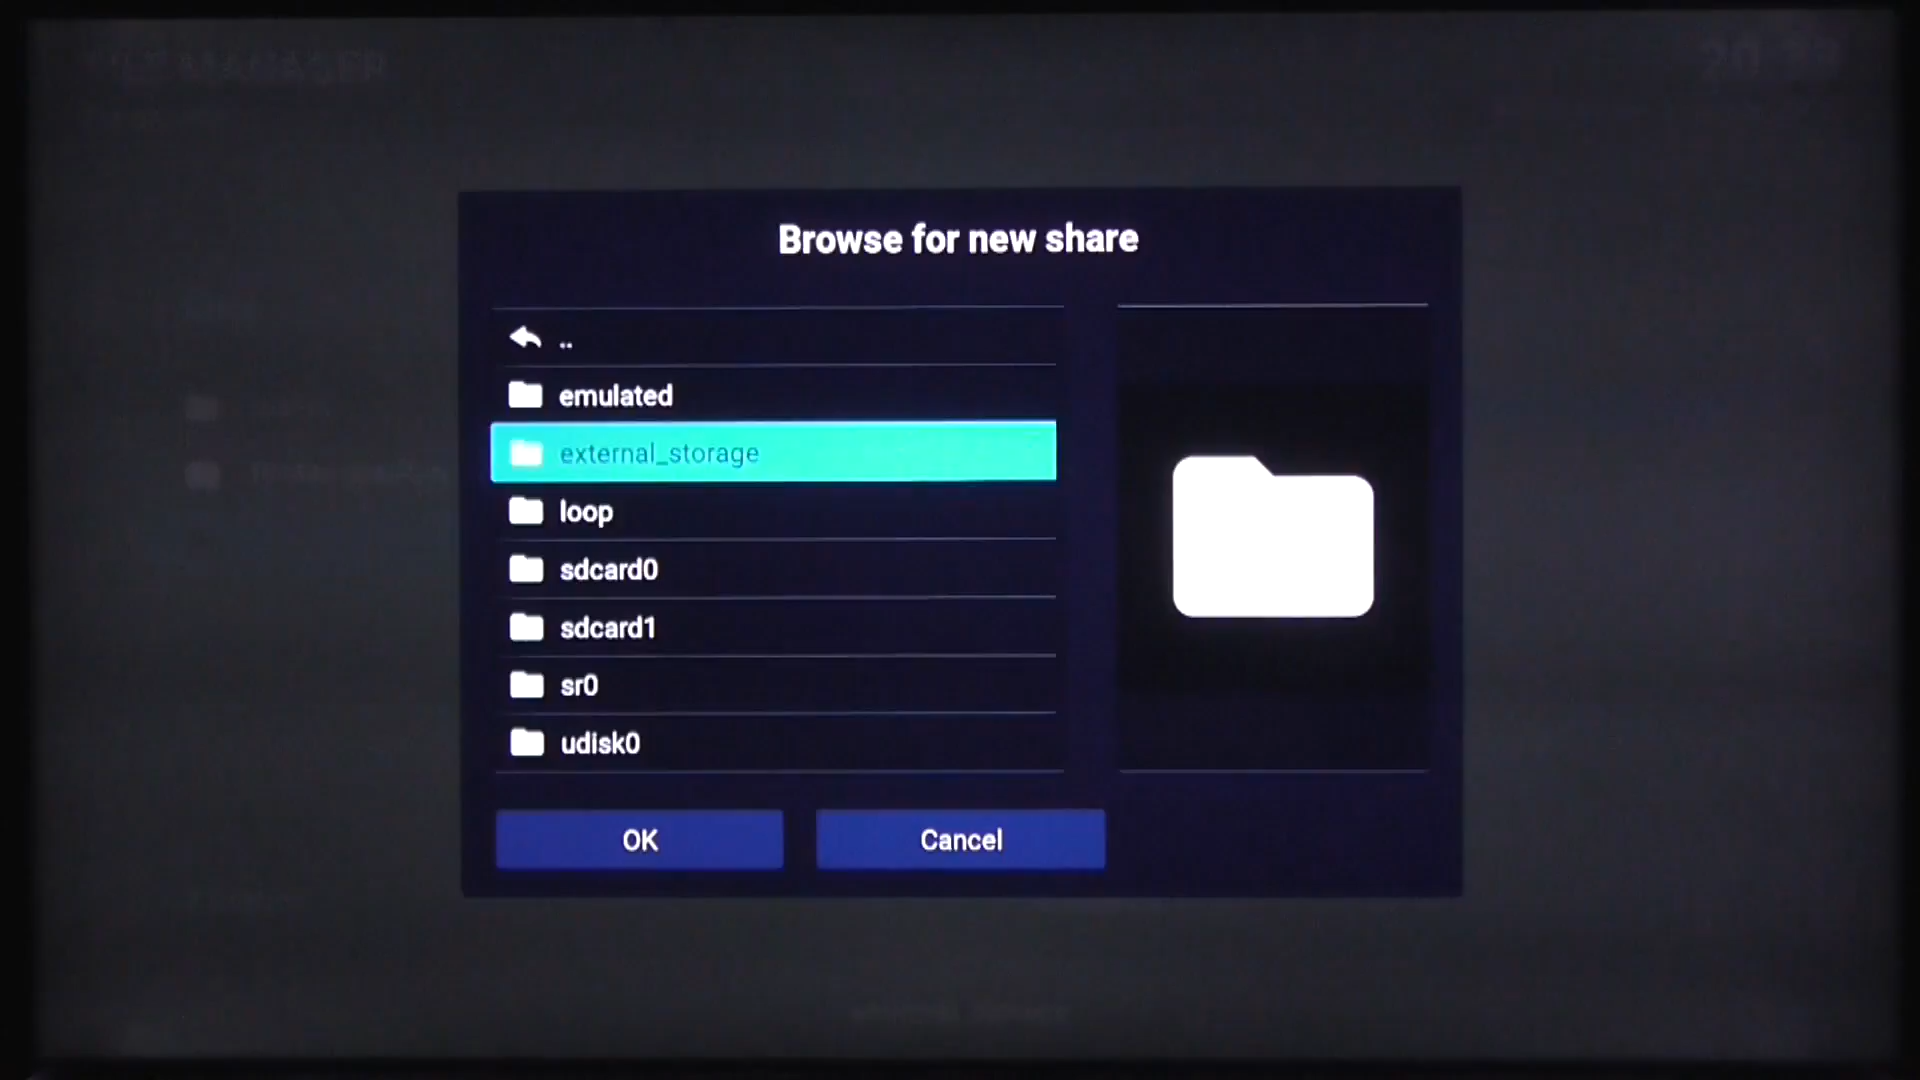 Browse for new share
..
emulated
external_storage
loop
sdcard0
sdcard1
sr0
udisk0
OK
Cancel